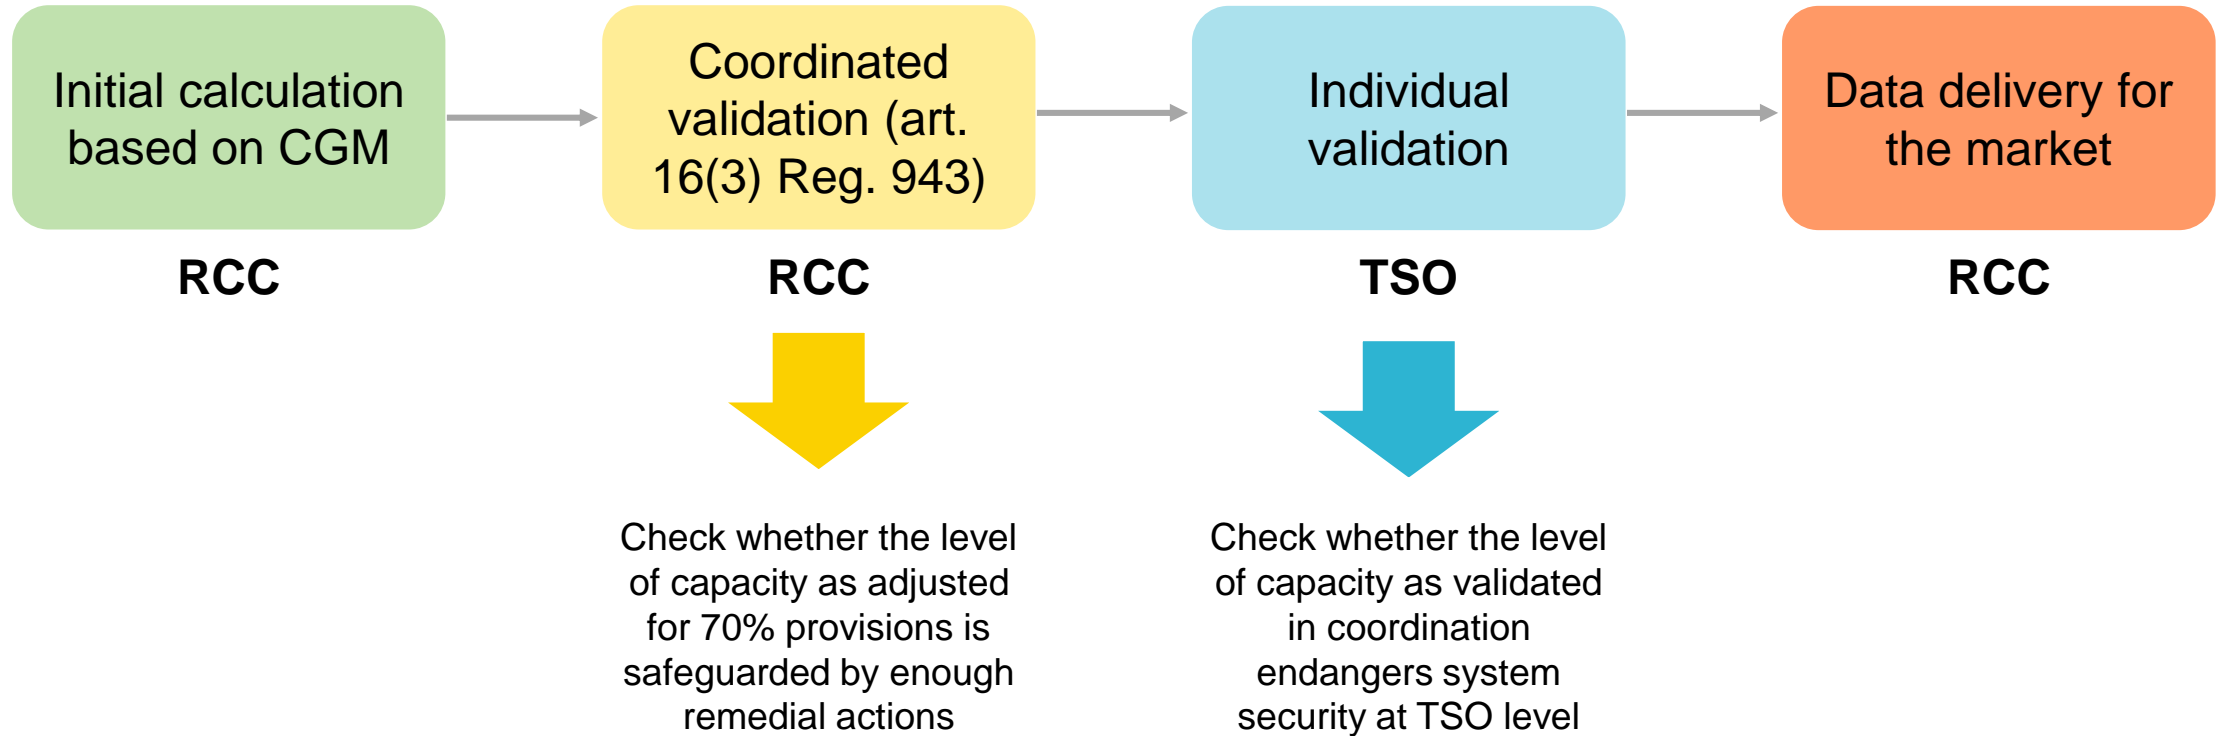 Initial calculation
based on CGM
Coordinated
validation (art.
16(3) Reg. 943)
Individual
validation
Data delivery for
the market
RCC
RCC
TSO
RCC
Check whether the level
of capacity as adjusted
for 70% provisions is
safeguarded by enough
remedial actions
Check whether the level
of capacity as validated
in coordination
endangers system
security at TSO level